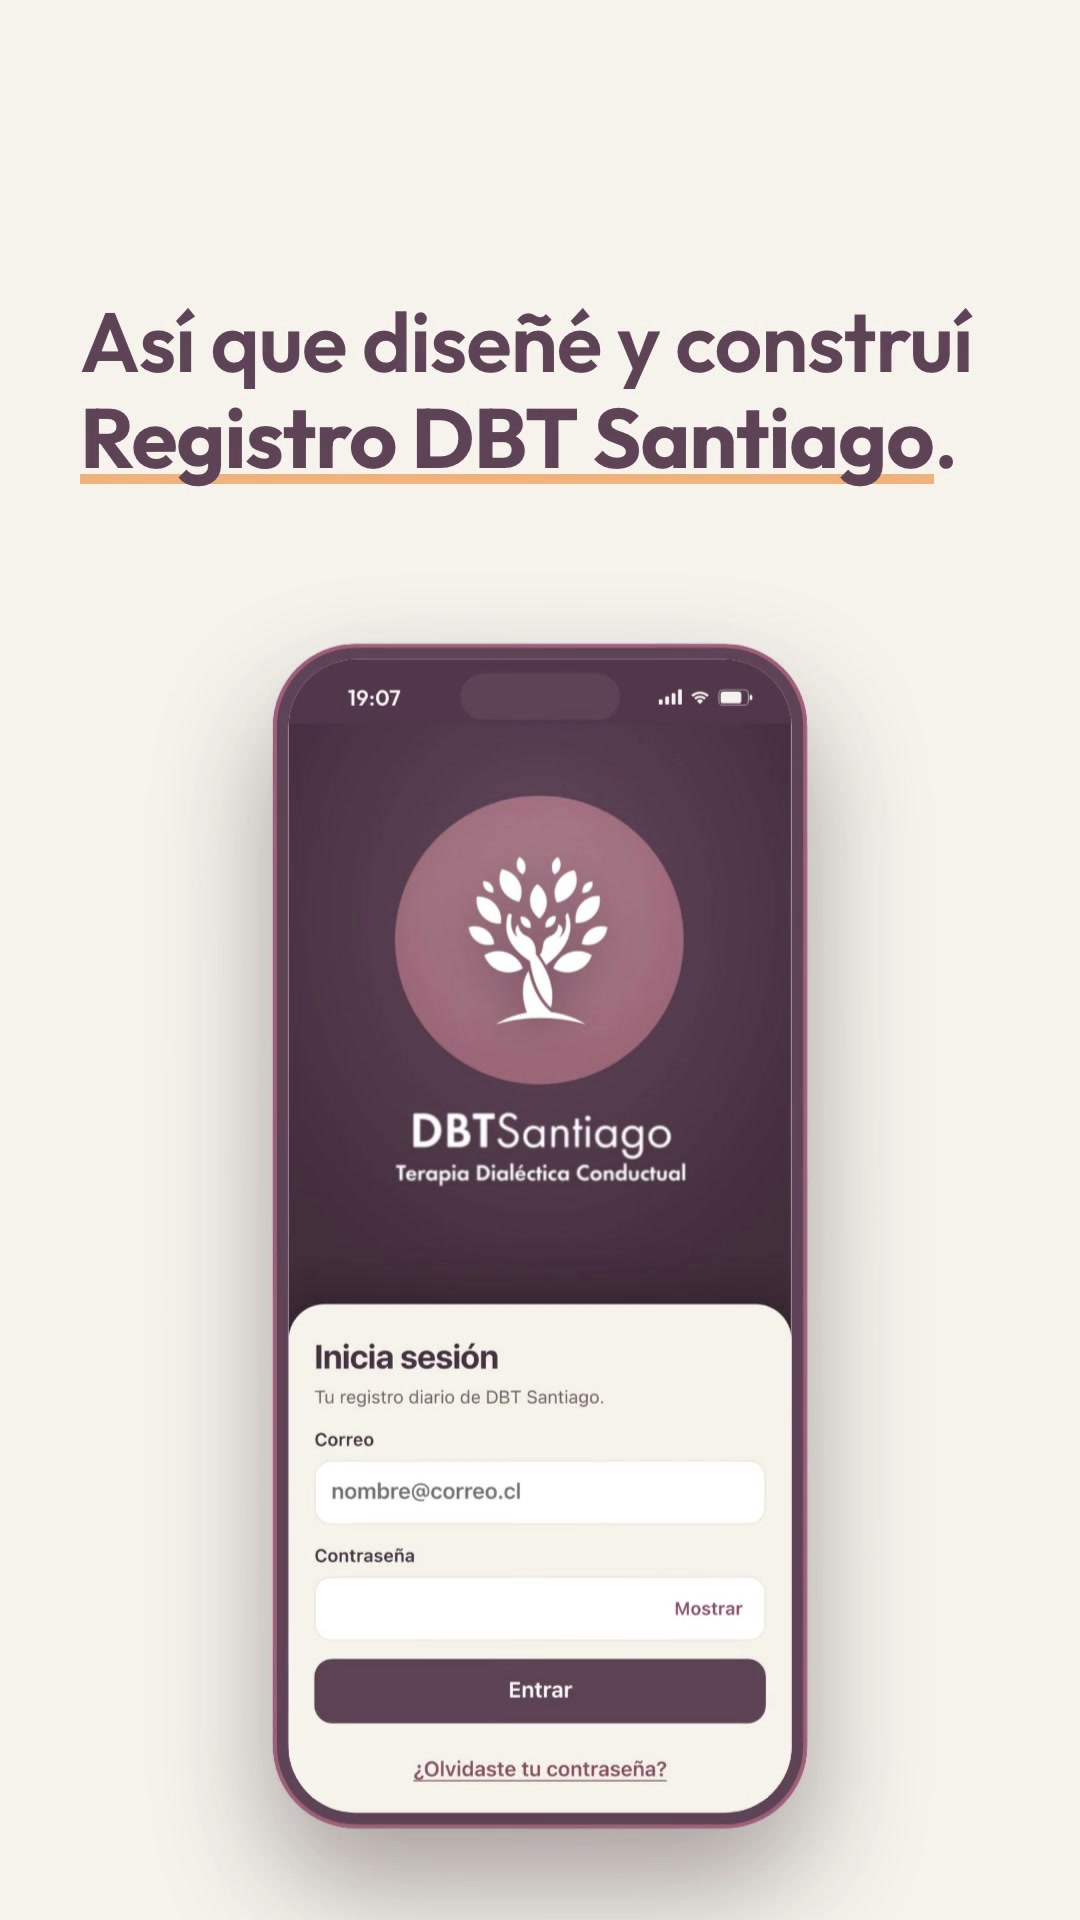 Así que diseñé y construí
Registro DBT Santiago.
19:07
DBTSantiago
Terapia Dialéctica Conductual
Inicia sesión
Tu registro diario de DBT Santiago.
Correo
nombre@correo.cl
Contraseña
Mostrar
Entrar
¿Olvidaste tu contraseña?